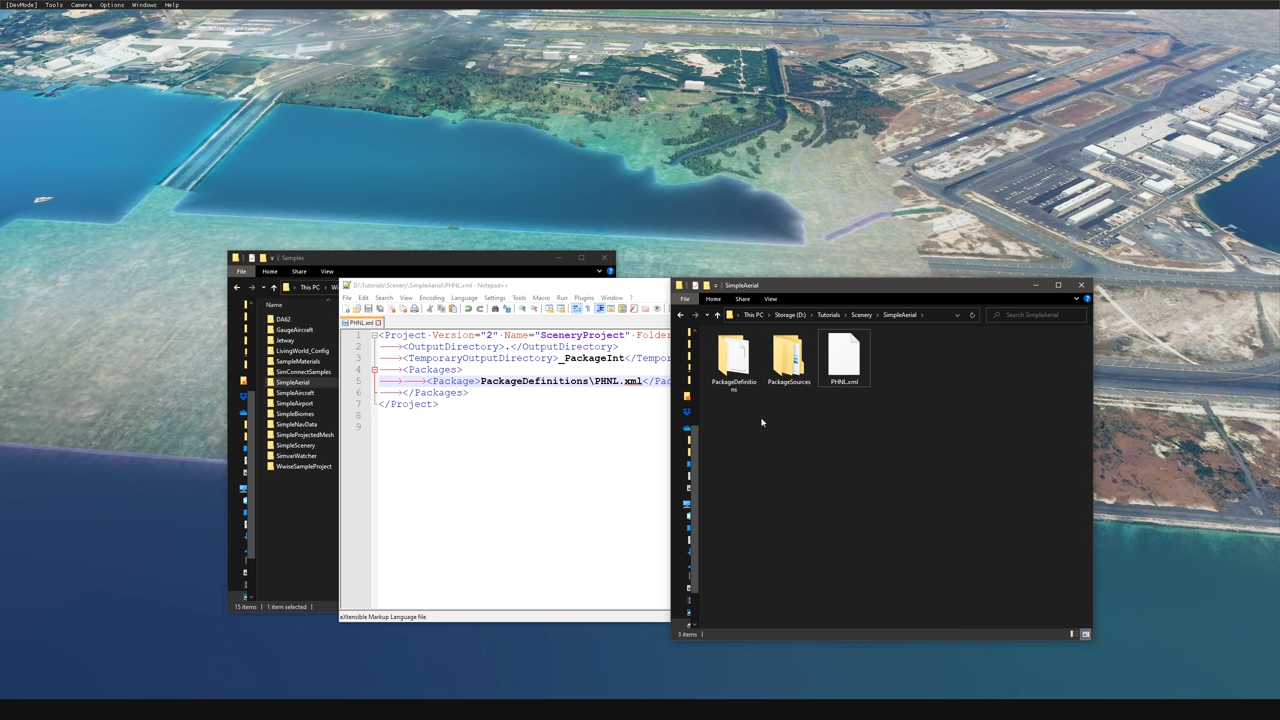 [DevMode] Tools Camera Options Windows Help
Samples
File Home Share View
This PC
Name
DA62
GaugeAircraft
Jetway
LivingWorld_Config
SampleMaterials
SimConnectSamples
SimpleAerial
SimpleAircraft
SimpleAirport
SimpleBiomes
SimpleNavData
SimpleProjectedMesh
SimpleScenery
SimvarWatcher
WwiseSampleProject
15 items 1 item selected
D:\Tutorials\Scenery\SimpleAerial\PHNL.xml - Notepad++
File Edit Search View Encoding Language Settings Tools Macro Run Plugins Window ?
PHNL.xml
1 <Project Version="2" Name="SceneryProject" Folder
2 <OutputDirectory>.</OutputDirectory>
3 <TemporaryOutputDirectory>_PackageInt</Tempor
4 <Packages>
5 <Package>PackageDefinitions\PHNL.xml</Pac
6 </Packages>
7 </Project>
8
9
eXtensible Markup Language file
SimpleAerial
File Home Share View
This PC > Storage (D:) > Tutorials > Scenery > SimpleAerial >
Search SimpleAerial
PackageDefinitio
ns
PackageSources
PHNL.xml
3 items